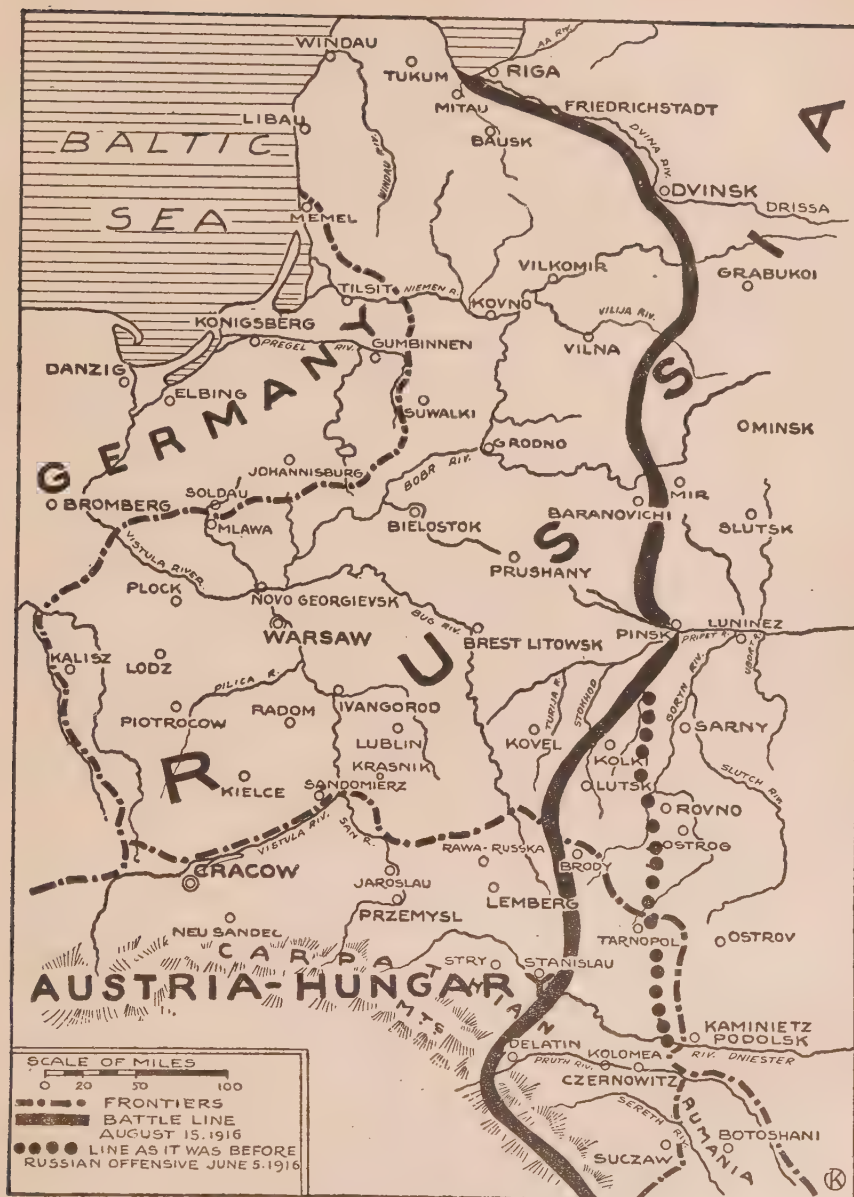 WINDAU
TUKUM
AA RIV.
RIGA
MITAU
FRIEDRICHSTADT
LIBAU
BAUSK
DVINA RIV.
BALTIC
SEA
WINDAU RIV.
DVINSK
DRISSA
MEMEL
VILKOMIR
GRABUKOI
TILSIT
NIEMEN R.
KOVNO
KÖNIGSBERG
VILIJA RIV.
VILNA
PREGEL RIV.
GUMBINNEN
DANZIG
ELBING
SUWALKI
GERMANY
MINSK
GRODNO
JOHANNISBURG
BOBR RIV.
BROMBERG
SOLDAU
MLAWA
BIELOSTOK
BARANOVICHI
MIR
SLUTSK
VISTULA RIVER
PRUSHANY
PLOCK
NOVO GEORGIEVSK
BUG RIV.
WARSAW
BREST LITOWSK
PINSK
PRIPET R.
LUNINEZ
UBORT R.
KALISZ
LODZ
PILICA R.
IVANGOROD
TURIJA R.
STOKHOD
GORYN RIV.
PIOTROCOW
RADOM
LUBLIN
KOVEL
SARNY
RUSSIA
KRASNIK
KOLKI
SLUTCH RIV.
KIELCE
SANDOMIERZ
LUTSK
ROVNO
VISTULA RIV.
SAN R.
RAWA-RUSSKA
OSTROG
BRODY
CRACOW
JAROSLAU
LEMBERG
PRZEMYSL
NEU SANDEC
TARNOPOL
OSTROV
CARPATHIAN MTS
STRY
STANISLAU
AUSTRIA-HUNGARY
KAMINIETZ
PODOLSK
DELATIN
RIV. DNIESTER
PRUTH RIV.
KOLOMEA
CZERNOWITZ
SERETH RIV.
RUMANIA
BOTOSHANI
SUCZAW
SCALE OF MILES
0 20 50 100
FRONTIERS
BATTLE LINE
AUGUST 15.1916
LINE AS IT WAS BEFORE
RUSSIAN OFFENSIVE JUNE 5.1916